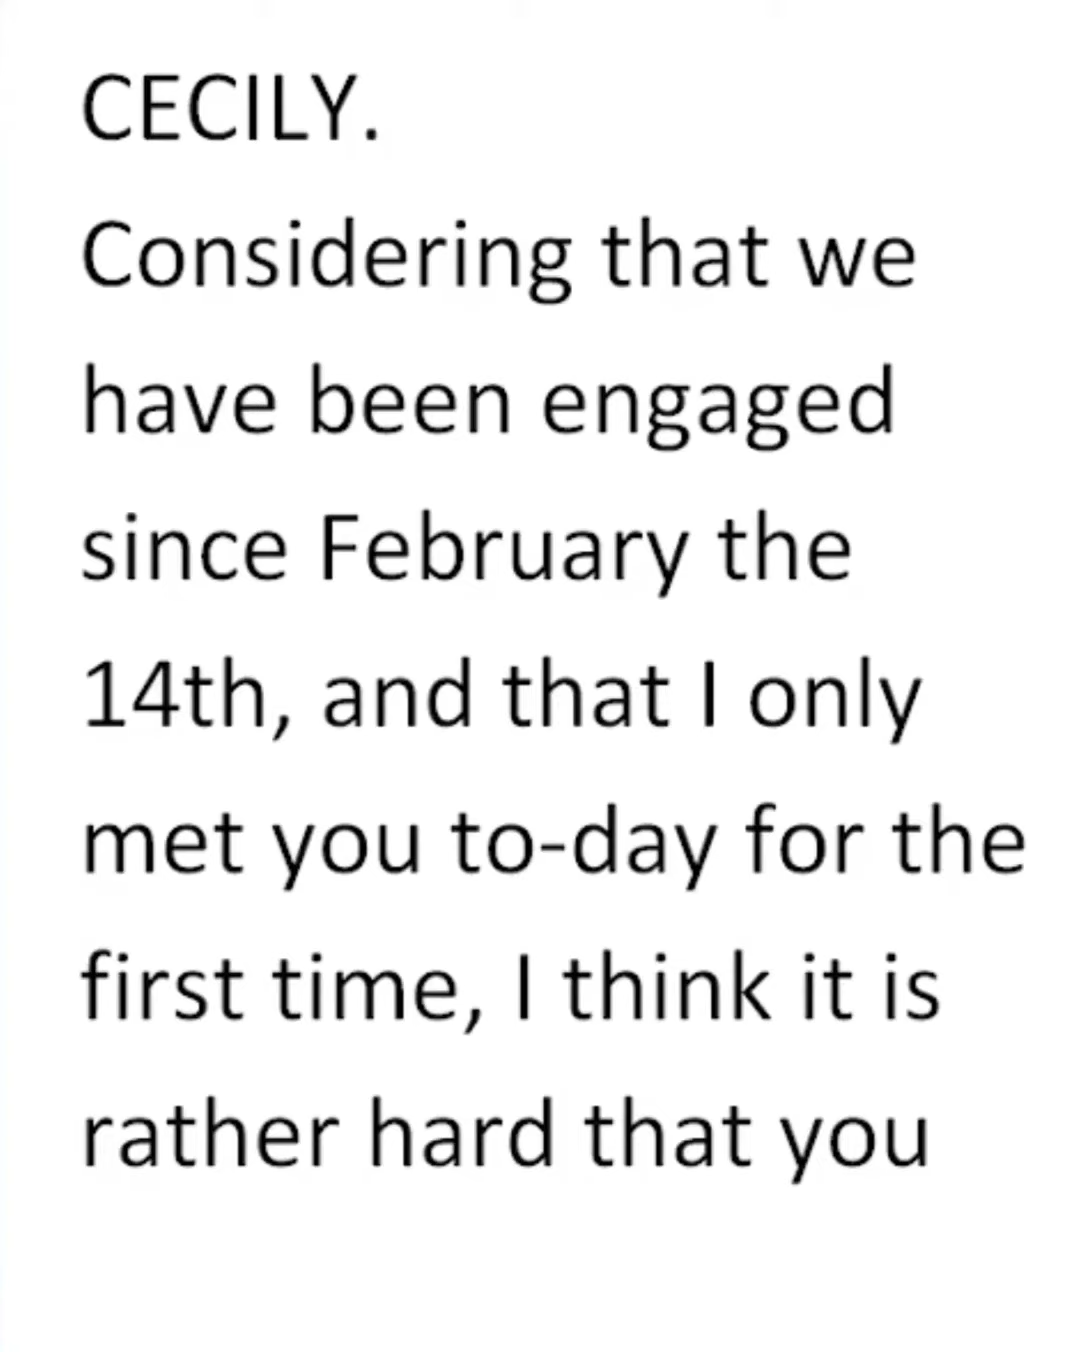 CECILY.
Considering that we
have been engaged
since February the
14th, and that I only
met you to-day for the
first time, I think it is
rather hard that you